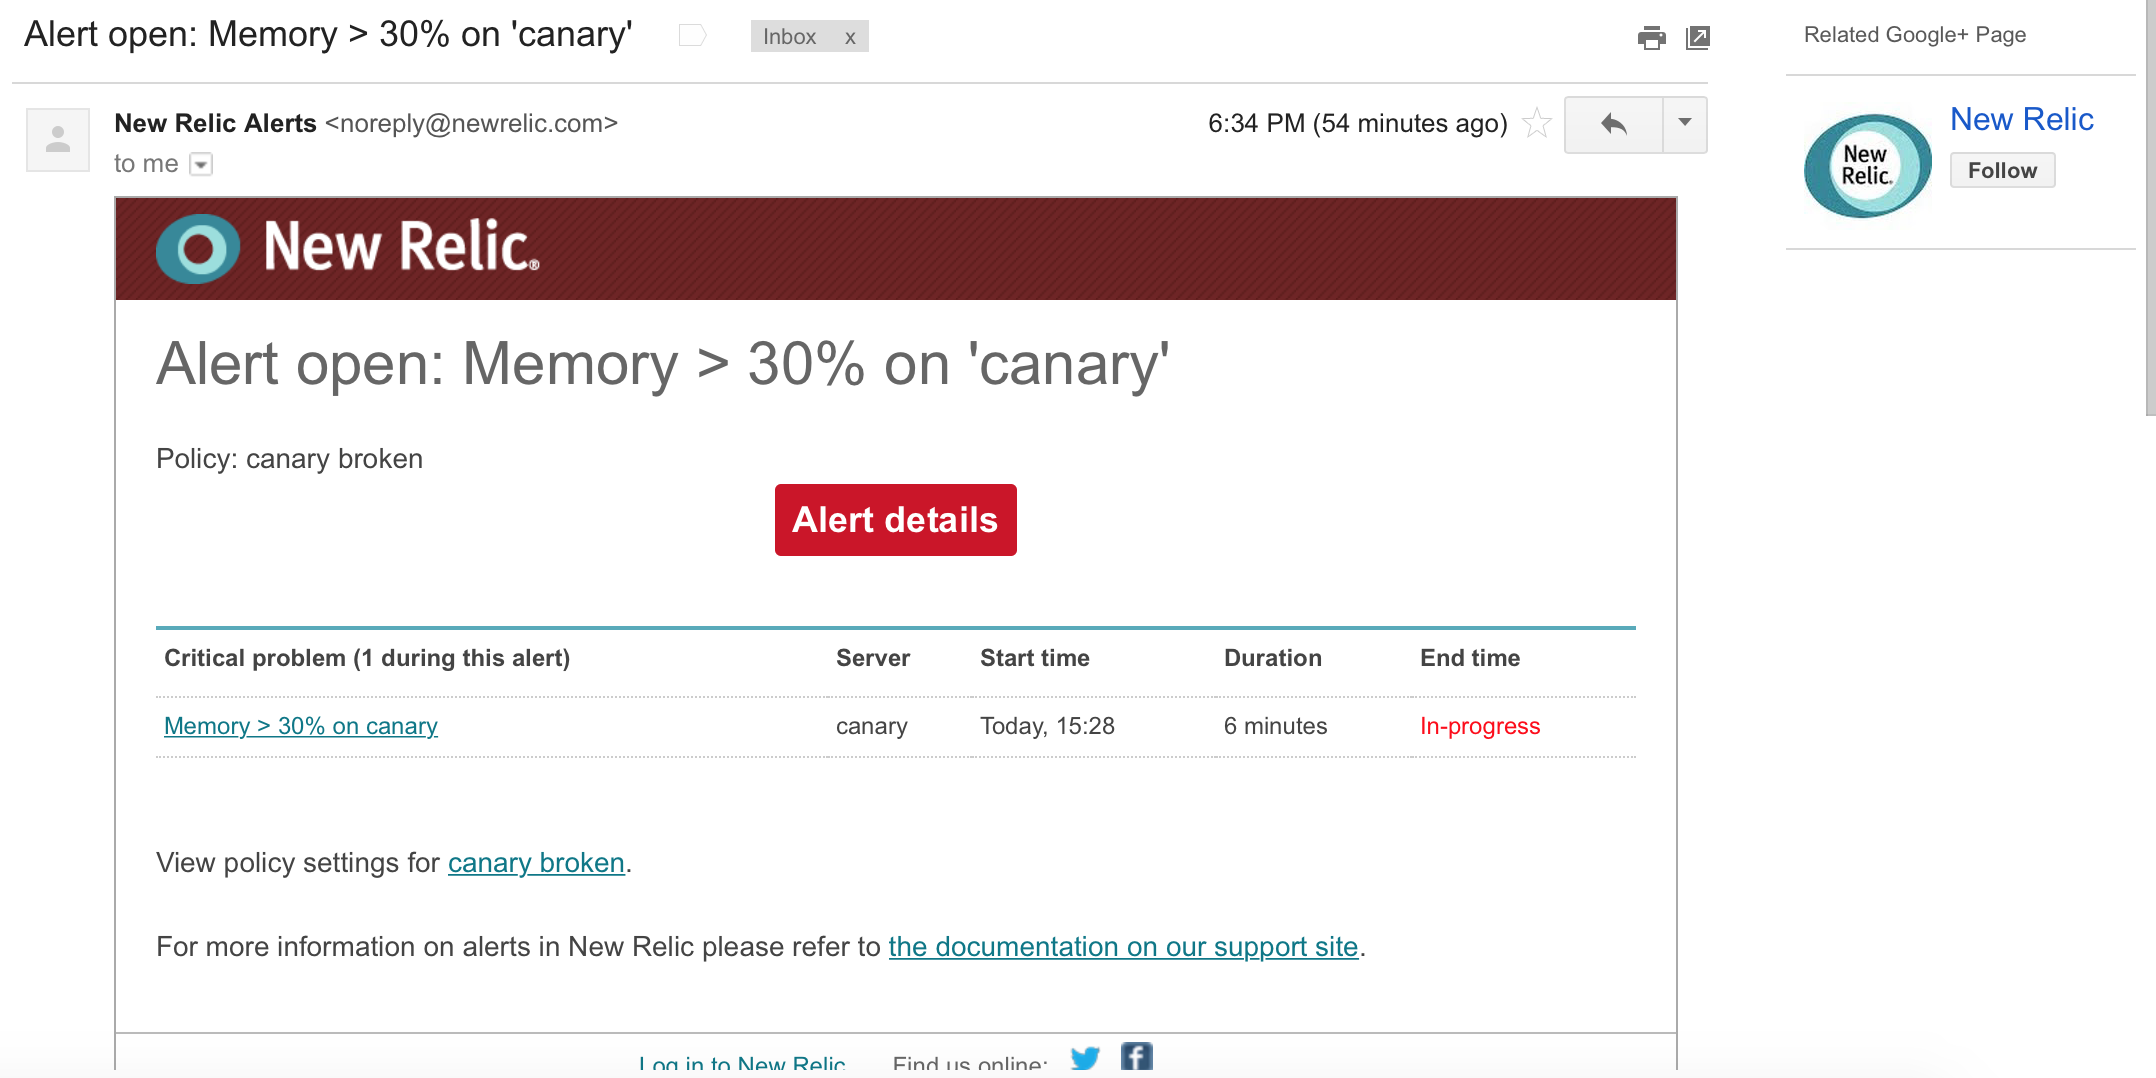 Alert open: Memory > 30% on 'canary'
Inbox x
Related Google+ Page
New Relic Alerts <noreply@newrelic.com>
6:34 PM (54 minutes ago)
to me
New Relic
New
Relic.
Follow
New Relic®
Alert open: Memory > 30% on 'canary'
Policy: canary broken
Alert details
Critical problem (1 during this alert) Server Start time Duration End time
Memory > 30% on canary canary Today, 15:28 6 minutes In-progress
View policy settings for canary broken.
For more information on alerts in New Relic please refer to the documentation on our support site.
Log in to New Relic Find us online: